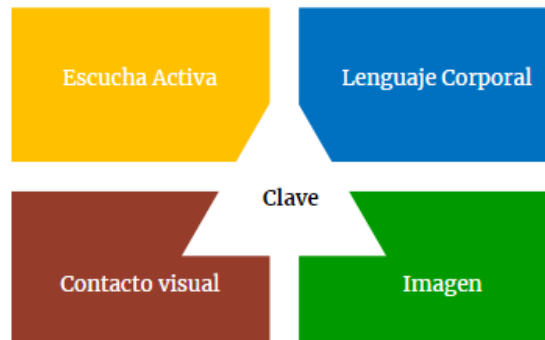 Escucha Activa
Lenguaje Corporal
Clave
Contacto visual
Imagen